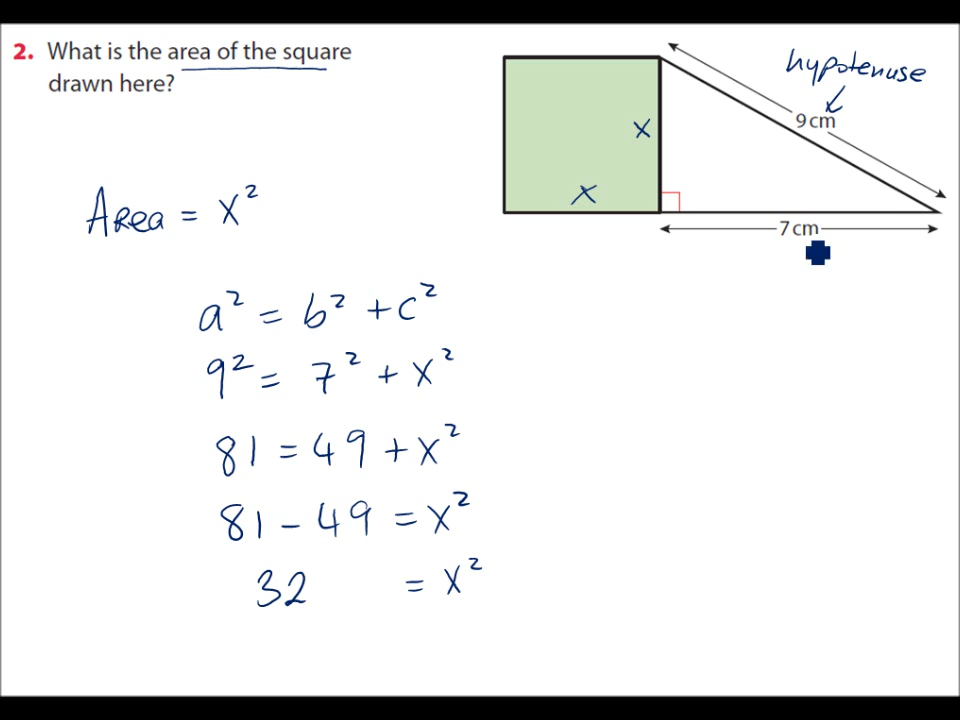 2. What is the area of the square
drawn here?
hypotenuse
9 cm
x
x
7 cm
Area = x²
a² = b² + c²
9² = 7² + x²
81 = 49 + x²
81 - 49 = x²
32 = x²